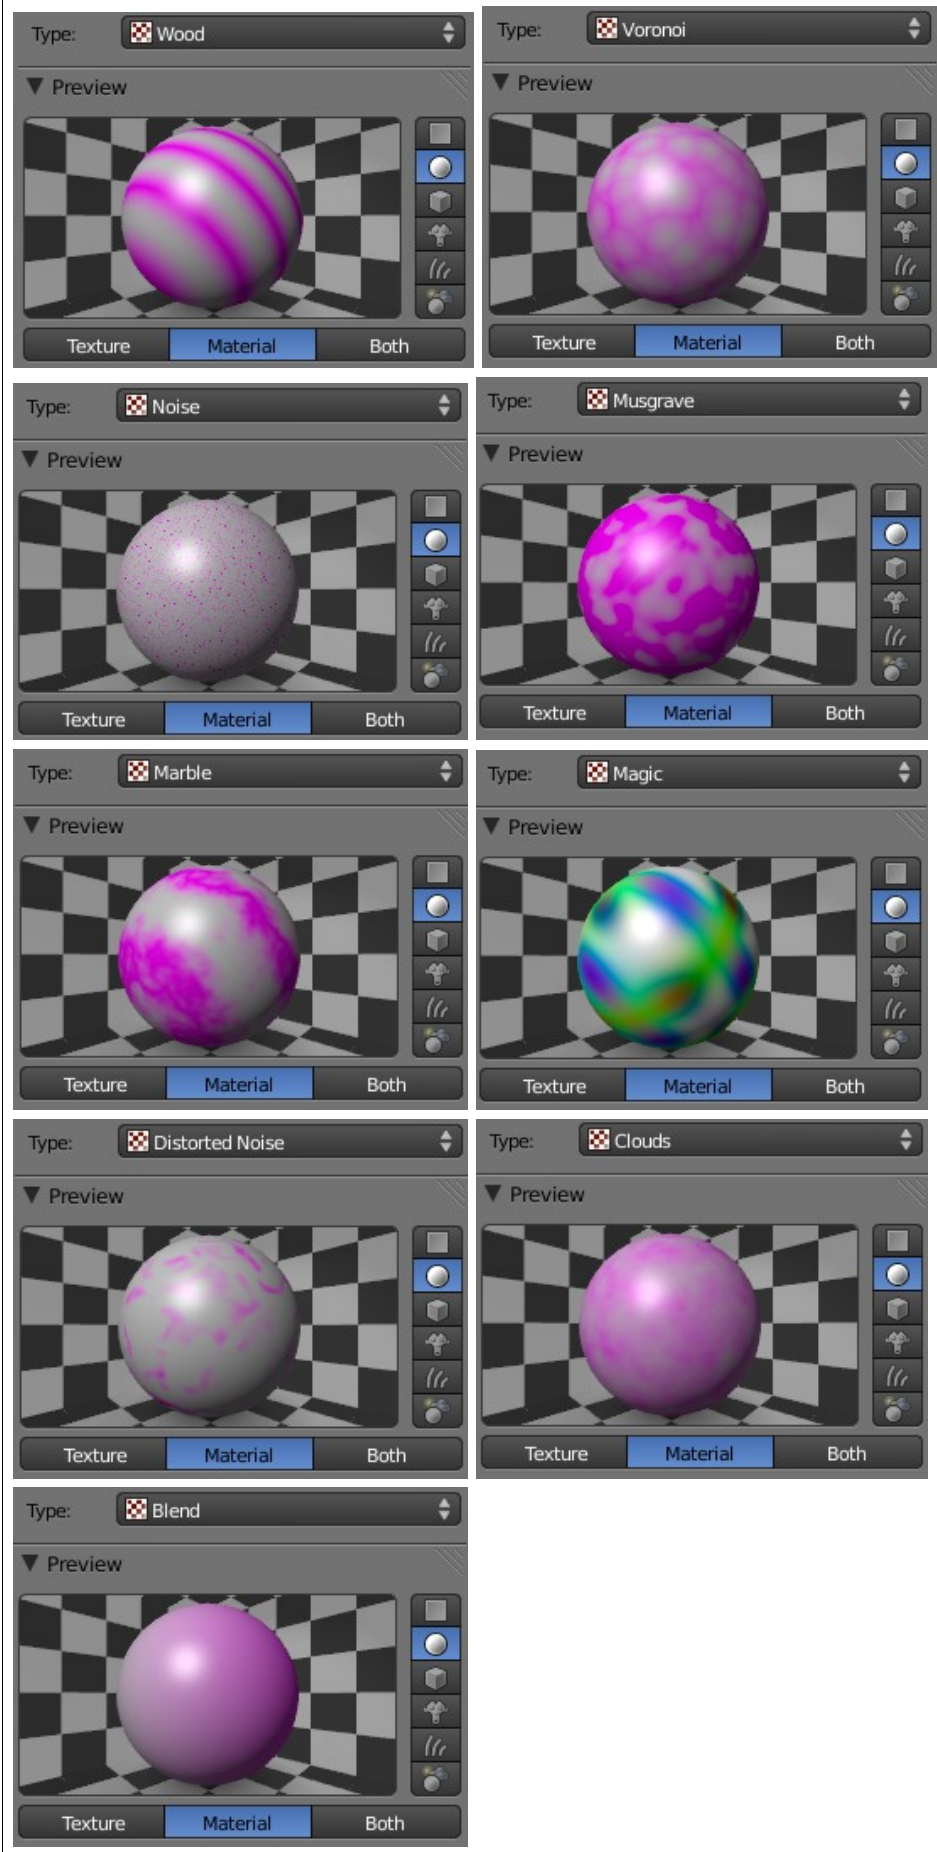 Type: Wood
Preview
Texture Material Both
Type: Voronoi
Preview
Texture Material Both
Type: Noise
Preview
Texture Material Both
Type: Musgrave
Preview
Texture Material Both
Type: Marble
Preview
Texture Material Both
Type: Magic
Preview
Texture Material Both
Type: Distorted Noise
Preview
Texture Material Both
Type: Clouds
Preview
Texture Material Both
Type: Blend
Preview
Texture Material Both